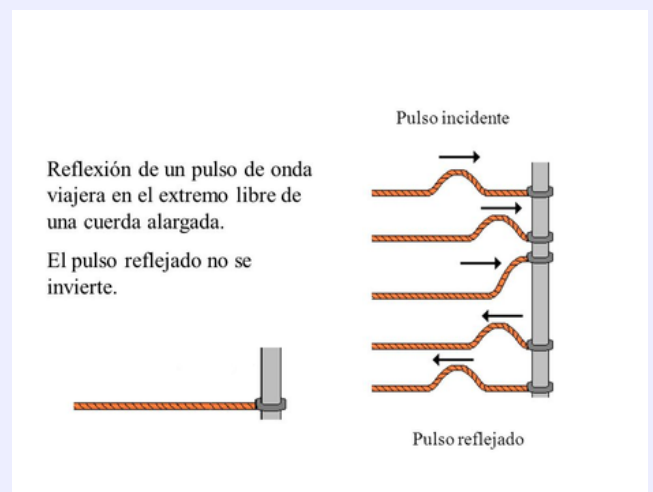 Pulso incidente
Reflexión de un pulso de onda
viajera en el extremo libre de
una cuerda alargada.
El pulso reflejado no se
invierte.
Pulso reflejado